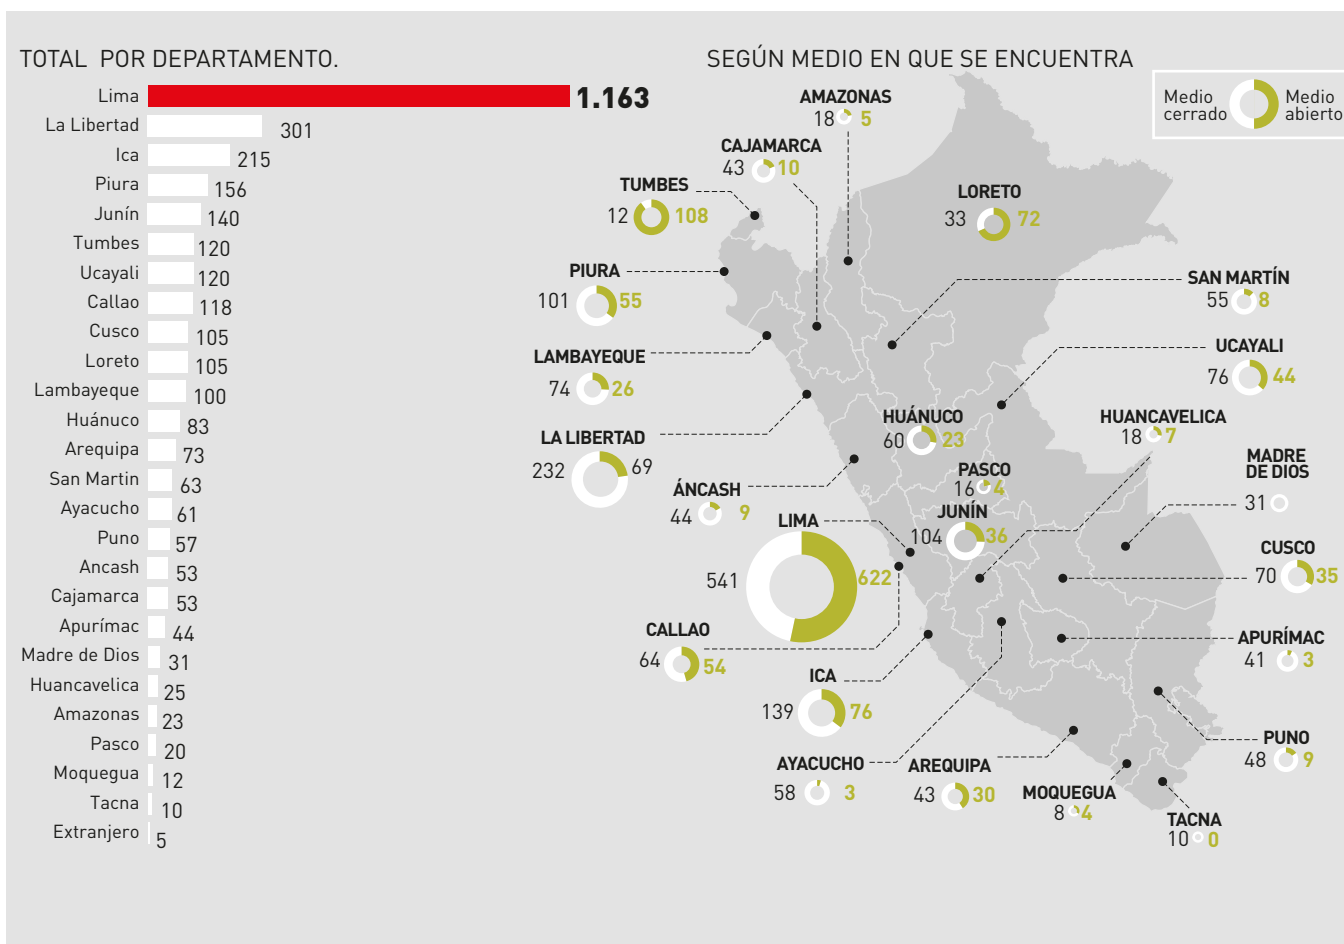 TOTAL POR DEPARTAMENTO.
Lima 1.163
La Libertad 301
Ica 215
Piura 156
Junín 140
Tumbes 120
Ucayali 120
Callao 118
Cusco 105
Loreto 105
Lambayeque 100
Huánuco 83
Arequipa 73
San Martin 63
Ayacucho 61
Puno 57
Ancash 53
Cajamarca 53
Apurímac 44
Madre de Dios 31
Huancavelica 25
Amazonas 23
Pasco 20
Moquegua 12
Tacna 10
Extranjero 5
SEGÚN MEDIO EN QUE SE ENCUENTRA
Medio
cerrado
Medio
abierto
AMAZONAS
18 5
CAJAMARCA
43 10
TUMBES
12 108
LORETO
33 72
PIURA
101 55
SAN MARTÍN
55 8
LAMBAYEQUE
74 26
UCAYALI
76 44
HUÁNUCO
60 23
HUANCAVELICA
18 7
LA LIBERTAD
232 69
MADRE
DE DIOS
31
PASCO
16 4
ÁNCASH
44 9
JUNÍN
104 36
LIMA
541 622
CUSCO
70 35
CALLAO
64 54
APURÍMAC
41 3
ICA
139 76
PUNO
48 9
AYACUCHO
58 3
AREQUIPA
43 30
MOQUEGUA
8 4
TACNA
10 0